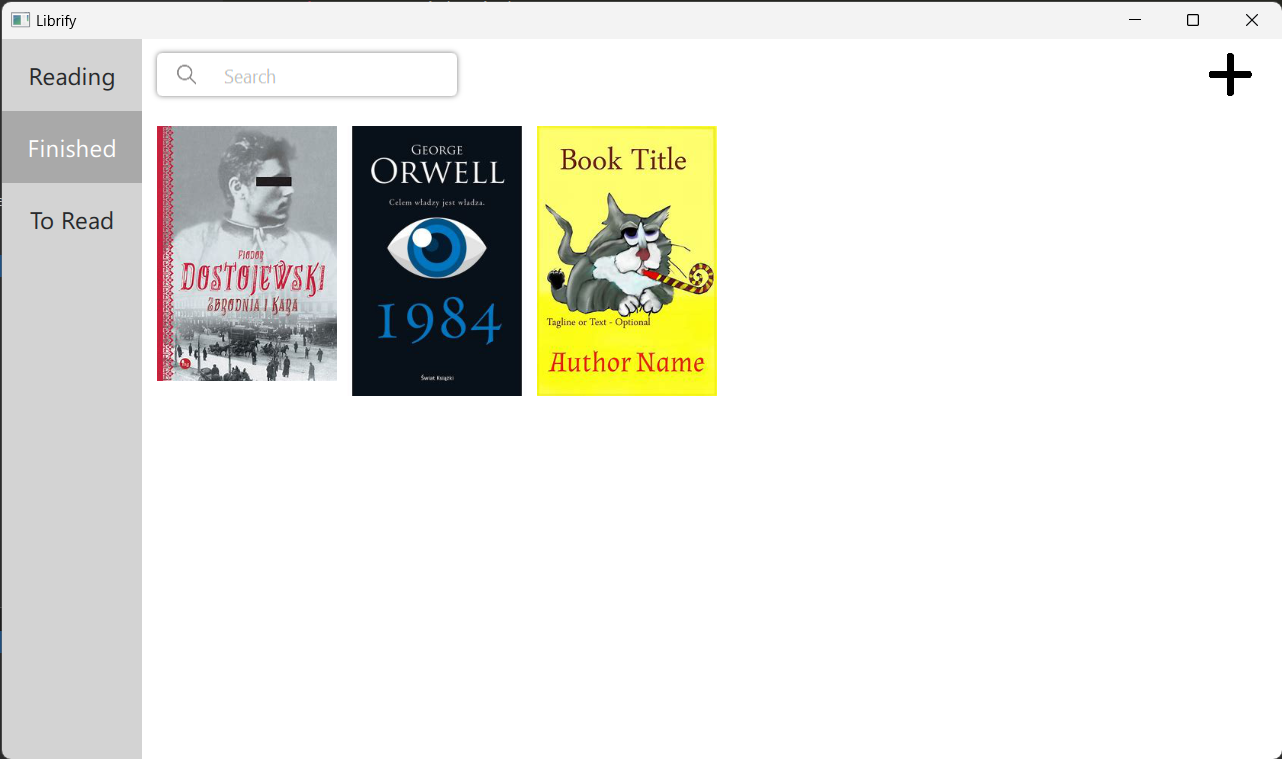 Librify
Reading
Finished
To Read
Search
FIODOR
DOSTOJEWSKI
ZBRODNIA I KARA
GEORGE
ORWELL
Celem władzy jest władza.
1984
Świat Książki
Book Title
Tagline or Text - Optional
Author Name